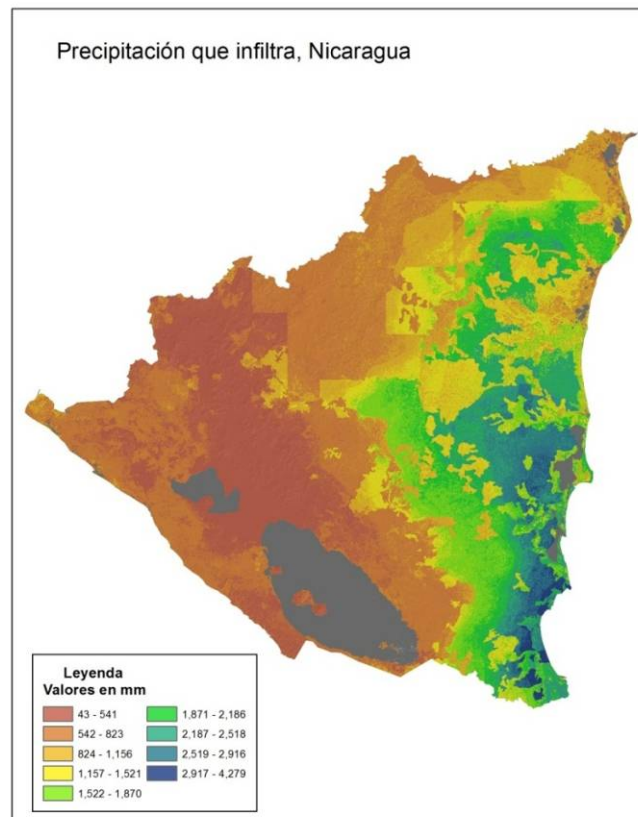 Precipitación que infiltra, Nicaragua
Leyenda
Valores en mm
43 - 541
542 - 823
824 - 1,156
1,157 - 1,521
1,522 - 1,870
1,871 - 2,186
2,187 - 2,518
2,519 - 2,916
2,917 - 4,279